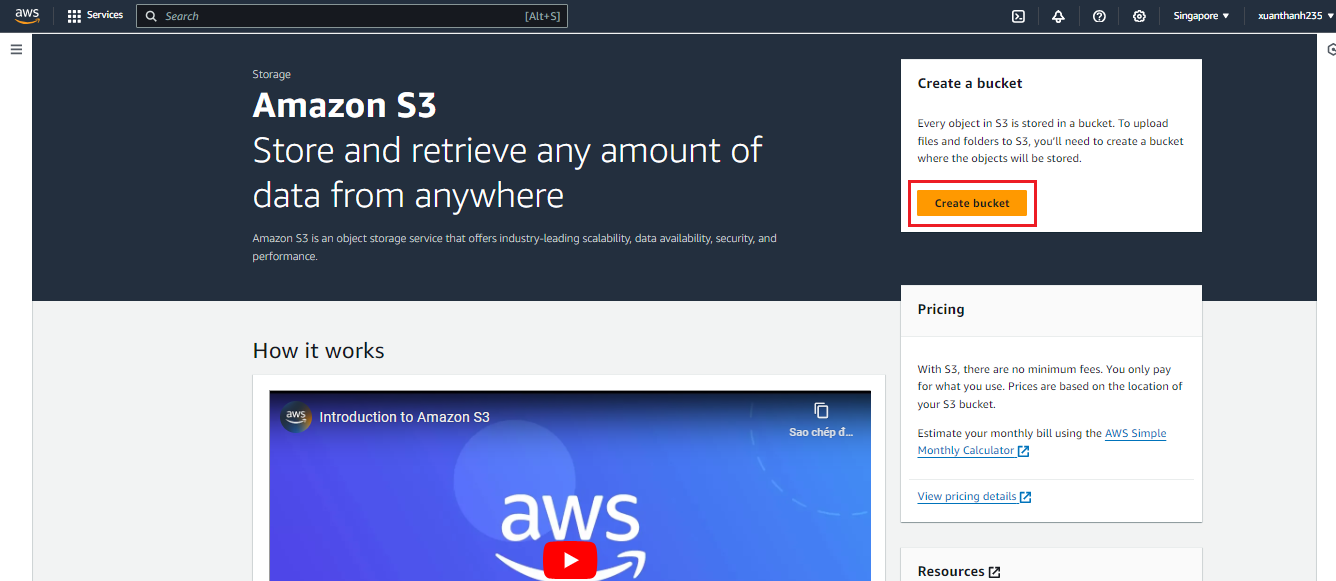 aws
Services
Search
[Alt+S]
Singapore
xuanthanh235
Storage
Amazon S3
Store and retrieve any amount of
data from anywhere
Amazon S3 is an object storage service that offers industry-leading scalability, data availability, security, and
performance.
Create a bucket
Every object in S3 is stored in a bucket. To upload
files and folders to S3, you'll need to create a bucket
where the objects will be stored.
Create bucket
Pricing
With S3, there are no minimum fees. You only pay
for what you use. Prices are based on the location of
your S3 bucket.
Estimate your monthly bill using the AWS Simple
Monthly Calculator
View pricing details
Resources
How it works
aws
Introduction to Amazon S3
Sao chép đ...
aws